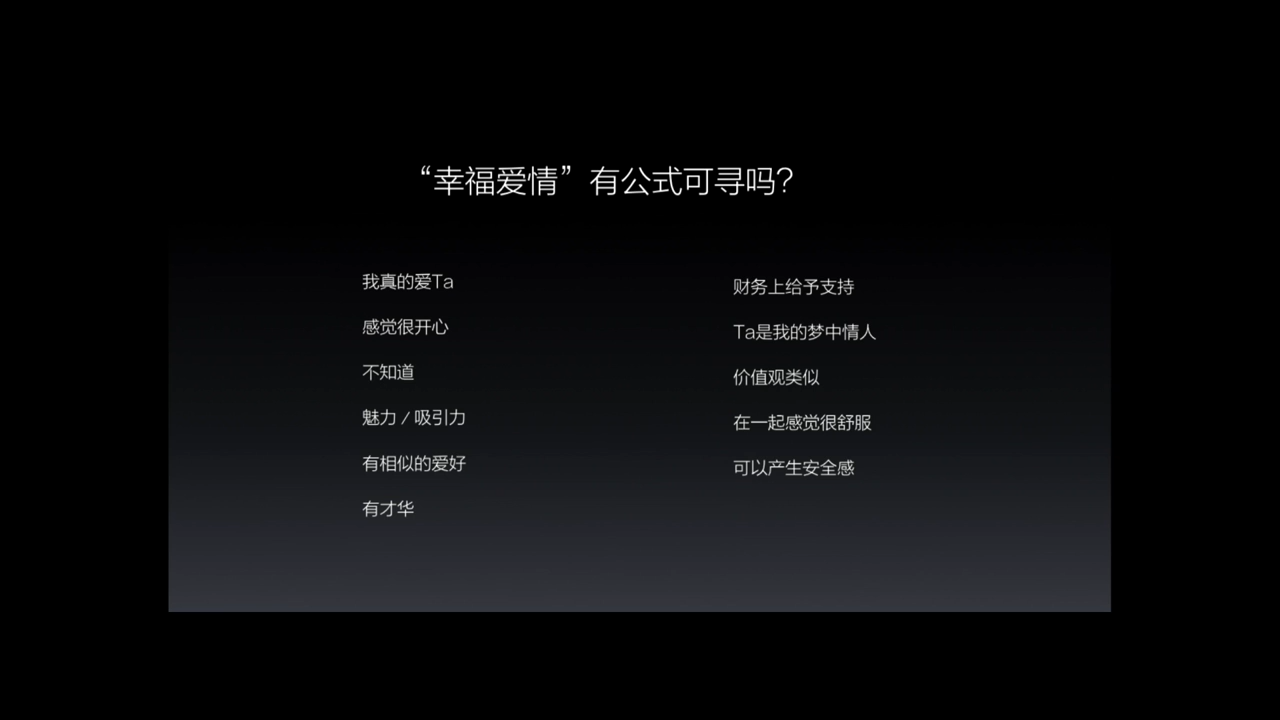 “幸福爱情”有公式可寻吗？
我真的爱Ta
感觉很开心
不知道
魅力/吸引力
有相似的爱好
有才华
财务上给予支持
Ta是我的梦中情人
价值观类似
在一起感觉很舒服
可以产生安全感